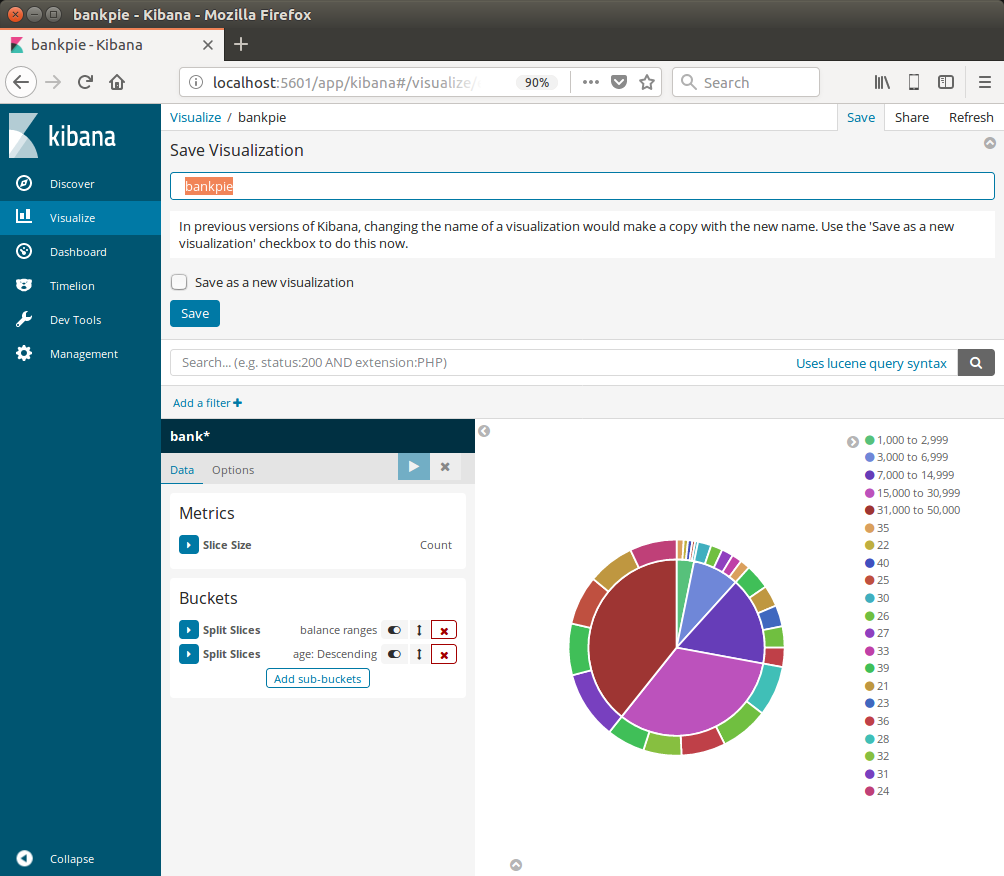 bankpie - Kibana - Mozilla Firefox
bankpie - Kibana
localhost:5601/app/kibana#/visualize/
90%
Search
kibana
Discover
Visualize
Dashboard
Timelion
Dev Tools
Management
Collapse
Visualize / bankpie
Save Share Refresh
Save Visualization
bankpie
In previous versions of Kibana, changing the name of a visualization would make a copy with the new name. Use the 'Save as a new
visualization' checkbox to do this now.
Save as a new visualization
Save
Search... (e.g. status:200 AND extension:PHP) Uses lucene query syntax
Add a filter
bank*
Data Options
Metrics
Slice Size Count
Buckets
Split Slices balance ranges
Split Slices age: Descending
Add sub-buckets
1,000 to 2,999
3,000 to 6,999
7,000 to 14,999
15,000 to 30,999
31,000 to 50,000
35
22
40
25
30
26
27
33
39
21
23
36
28
32
31
24